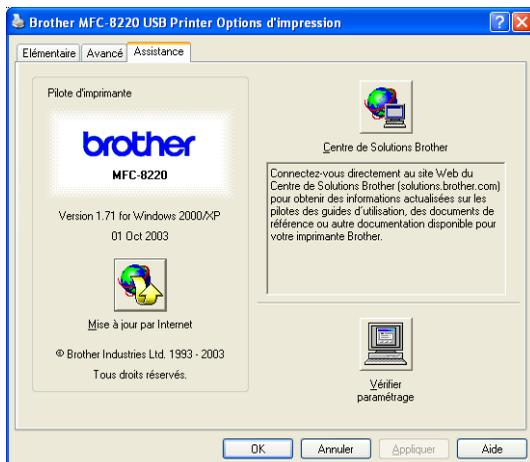 Brother MFC-8220 USB Printer Options d'impression
Elémentaire Avancé Assistance
Pilote d'imprimante
brother
MFC-8220
Version 1.71 for Windows 2000/XP
01 Oct 2003
Mise à jour par Internet
© Brother Industries Ltd. 1993 - 2003
Tous droits réservés.
Centre de Solutions Brother
Connectez-vous directement au site Web du
Centre de Solutions Brother (solutions.brother.com)
pour obtenir des informations actualisées sur les
pilotes des guides d'utilisation, des documents de
référence ou autre documentation disponible pour
votre imprimante Brother.
Vérifier
paramétrage
OK Annuler Appliquer Aide